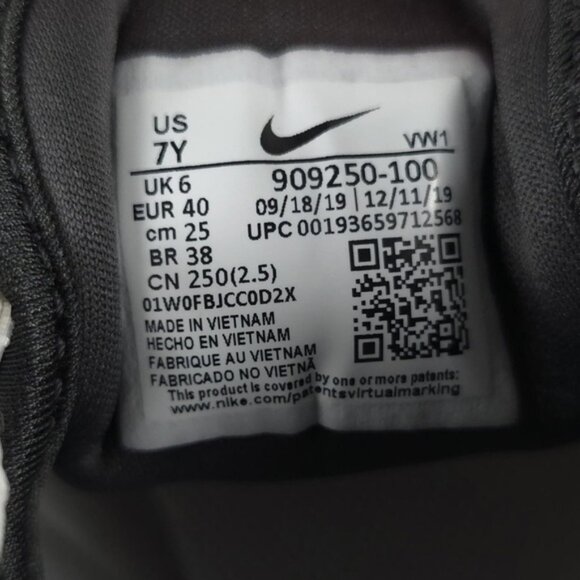 US
7Y
VW1
UK 6
909250-100
EUR 40
09/18/19 | 12/11/19
cm 25
UPC 00193659712568
BR 38
CN 250(2.5)
01W0FBJCC0D2X
MADE IN VIETNAM
HECHO EN VIETNAM
FABRIQUE AU VIETNAM
FABRICADO NO VIETNÃ
This product is covered by one or more patents:
www.nike.com/patentsvirtualmarking